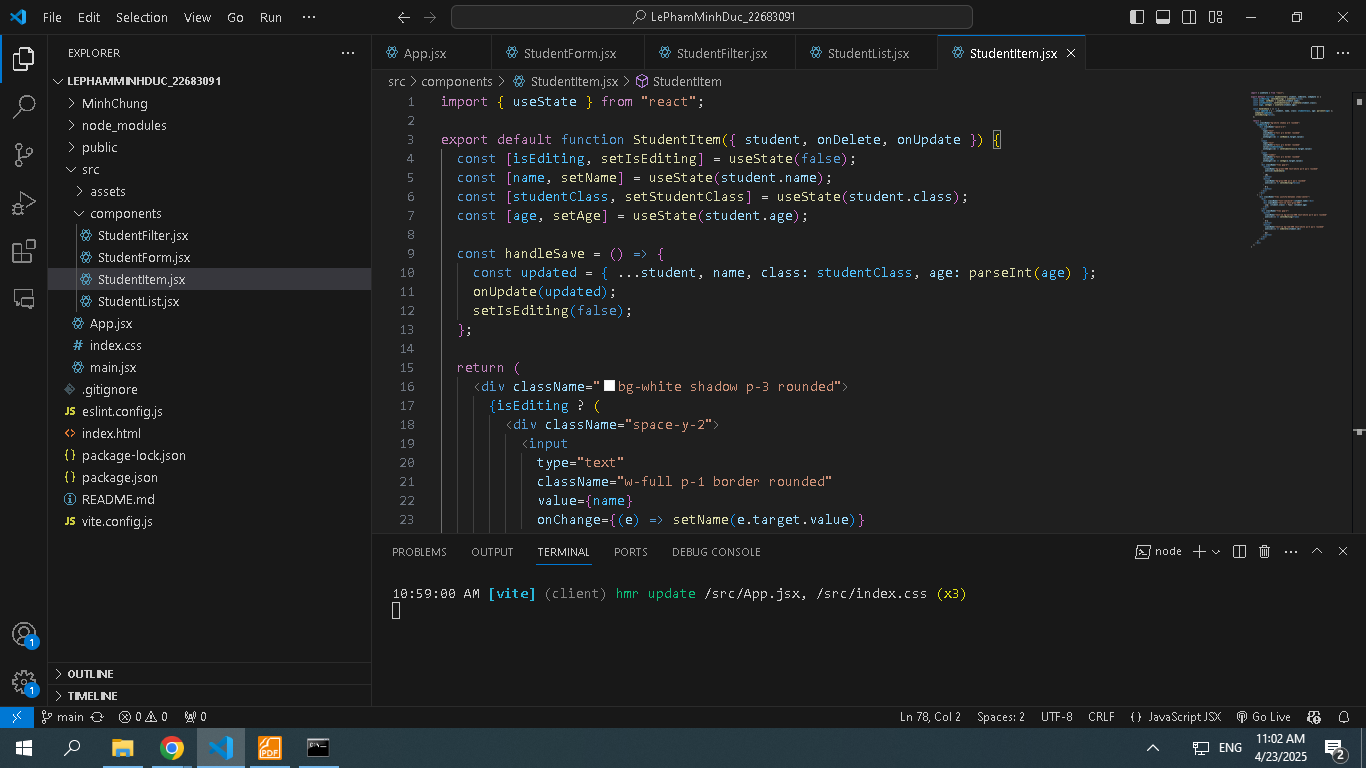 File Edit Selection View Go Run ···
LePhamMinhDuc_22683091
EXPLORER
LEPHAMMINHDUC_22683091
MinhChung
node_modules
public
src
assets
components
StudentFilter.jsx
StudentForm.jsx
StudentItem.jsx
StudentList.jsx
App.jsx
# index.css
main.jsx
.gitignore
JS eslint.config.js
<> index.html
{} package-lock.json
{} package.json
README.md
JS vite.config.js
OUTLINE
TIMELINE
App.jsx StudentForm.jsx StudentFilter.jsx StudentList.jsx StudentItem.jsx
src > components > StudentItem.jsx > StudentItem
1 import { useState } from "react";
2
3 export default function StudentItem({ student, onDelete, onUpdate }) {
4 const [isEditing, setIsEditing] = useState(false);
5 const [name, setName] = useState(student.name);
6 const [studentClass, setStudentClass] = useState(student.class);
7 const [age, setAge] = useState(student.age);
8
9 const handleSave = () => {
10 const updated = { ...student, name, class: studentClass, age: parseInt(age) };
11 onUpdate(updated);
12 setIsEditing(false);
13 };
14
15 return (
16 <div className="bg-white shadow p-3 rounded">
17 {isEditing ? (
18 <div className="space-y-2">
19 <input
20 type="text"
21 className="w-full p-1 border rounded"
22 value={name}
23 onChange={(e) => setName(e.target.value)}
PROBLEMS OUTPUT TERMINAL PORTS DEBUG CONSOLE
node
10:59:00 AM [vite] (client) hmr update /src/App.jsx, /src/index.css (x3)
1
1
main 0 0 0
Ln 78, Col 2 Spaces: 2 UTF-8 CRLF {} JavaScript JSX Go Live
PDF
ENG
11:02 AM
4/23/2025
2